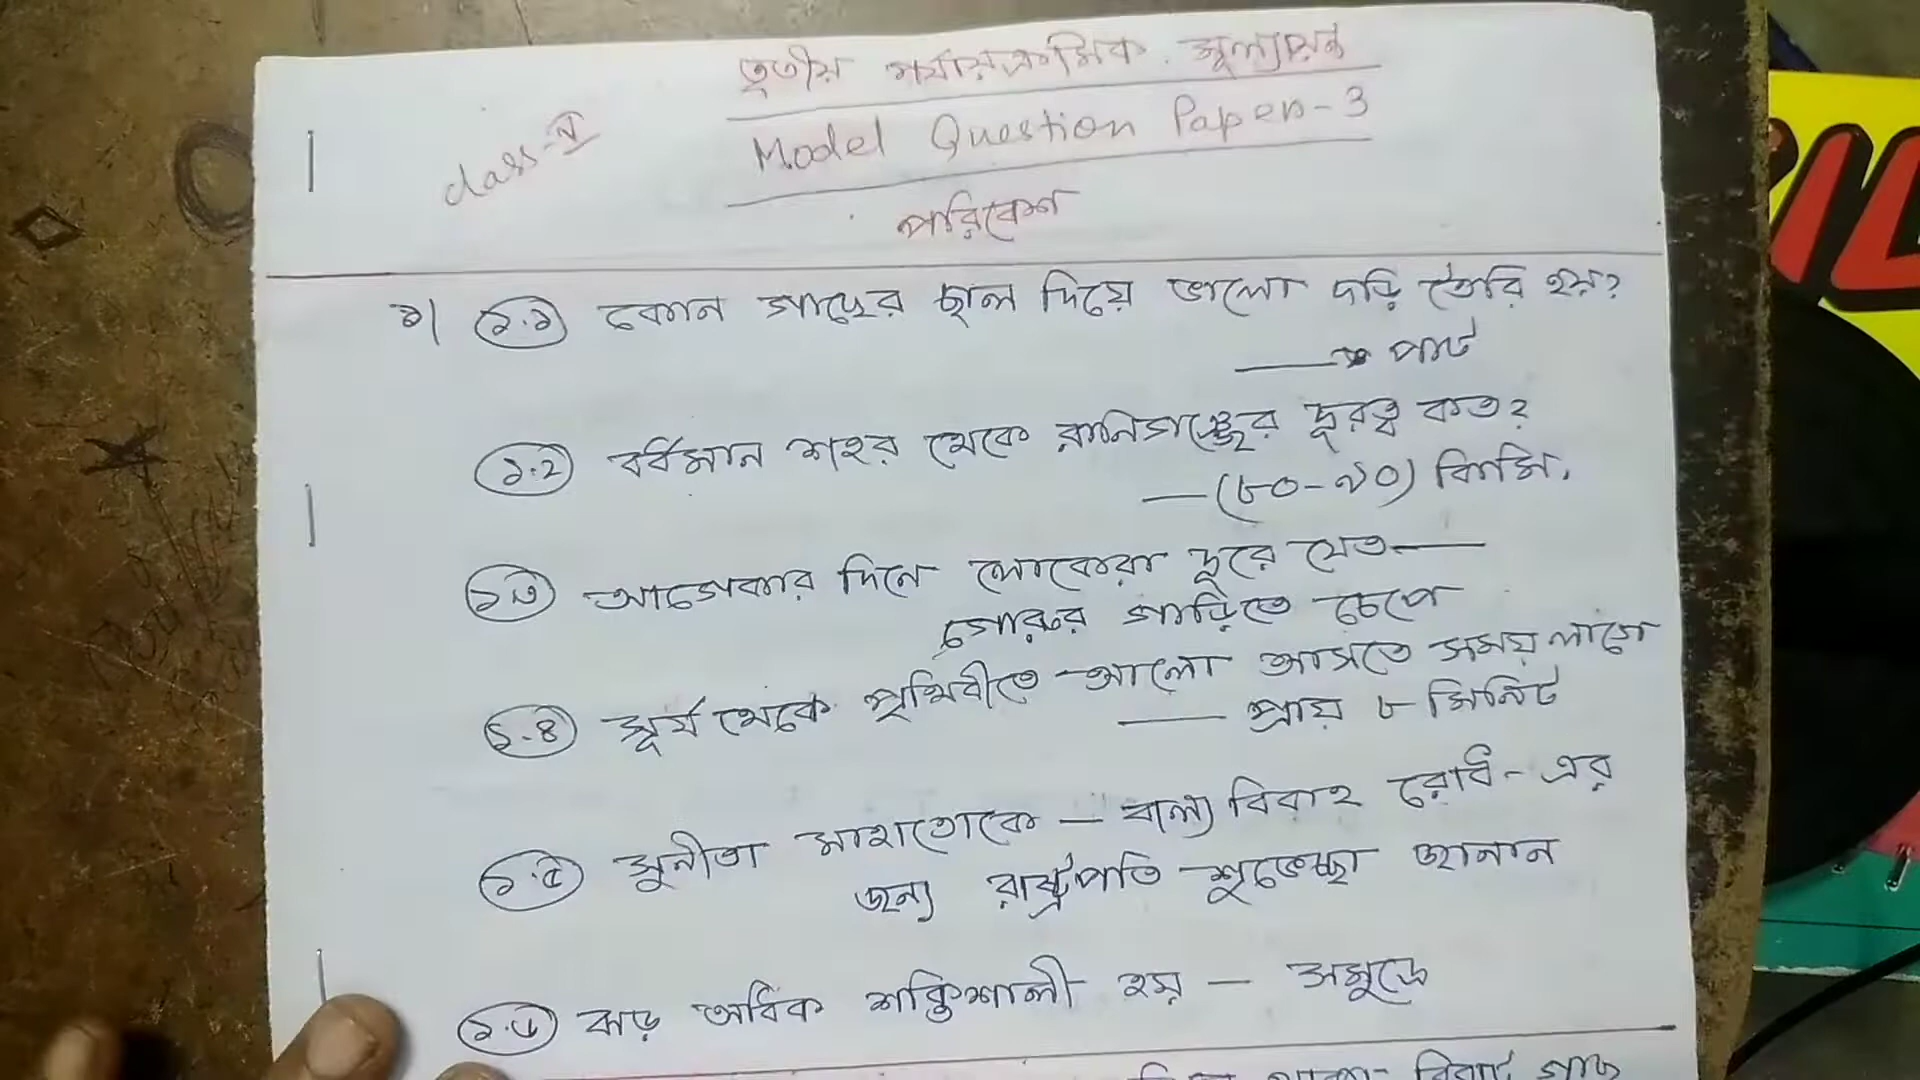 তৃতীয় পর্যায়ক্রমিক মূল্যায়ন
Class-V
Model Question Paper-3
পরিবেশ
১| ১.১ কোন গাছের ছাল দিয়ে ভালো দড়ি তৈরি হয়?
পাট
১.২ বর্ধমান শহর থেকে রানিগঞ্জের দূরত্ব কত?
—(৮০-৯০) কিমি.
১.৩ আগেকার দিনে লোকেরা দূরে যেত—
গোরুর গাড়িতে চেপে
১.৪ সূর্য থেকে পৃথিবীতে আলো আসতে সময় লাগে
— প্রায় ৮ মিনিট
১.৫ সুনীতা মাহাতোকে — বাল্য বিবাহ রোধ- এর
জন্য রাষ্ট্রপতি শুভেচ্ছা জানান
১.৬ ঝড় অধিক শক্তিশালী হয় — সমুদ্রে